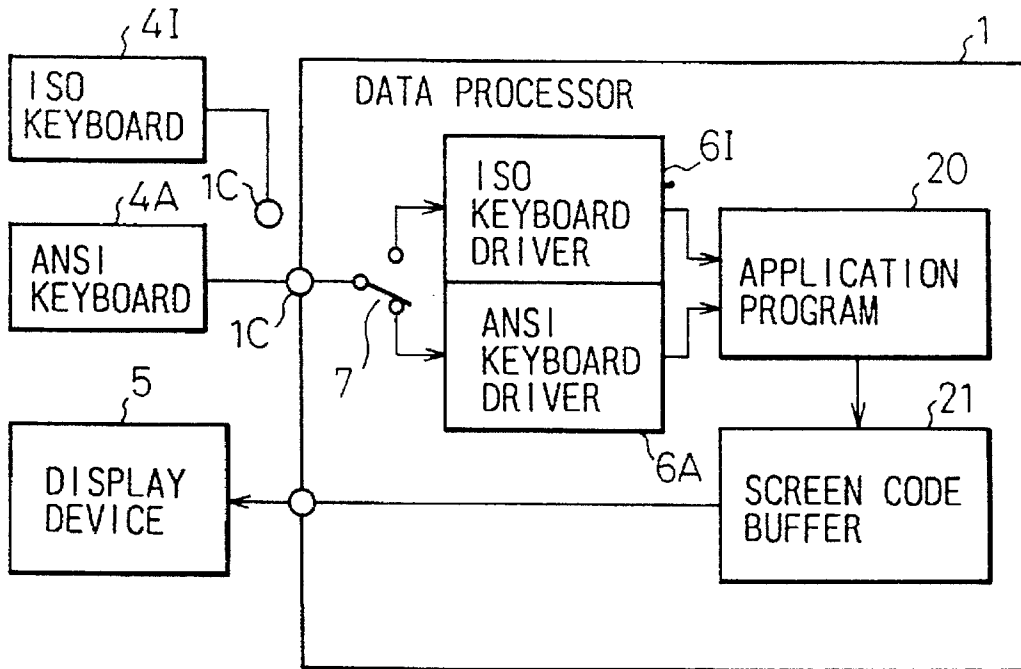 4I
1
ISO
KEYBOARD
DATA PROCESSOR
1C
4A
6I
ISO
KEYBOARD
DRIVER
20
ANSI
KEYBOARD
APPLICATION
PROGRAM
1C
7
ANSI
KEYBOARD
DRIVER
5
6A
21
DISPLAY
DEVICE
SCREEN CODE
BUFFER